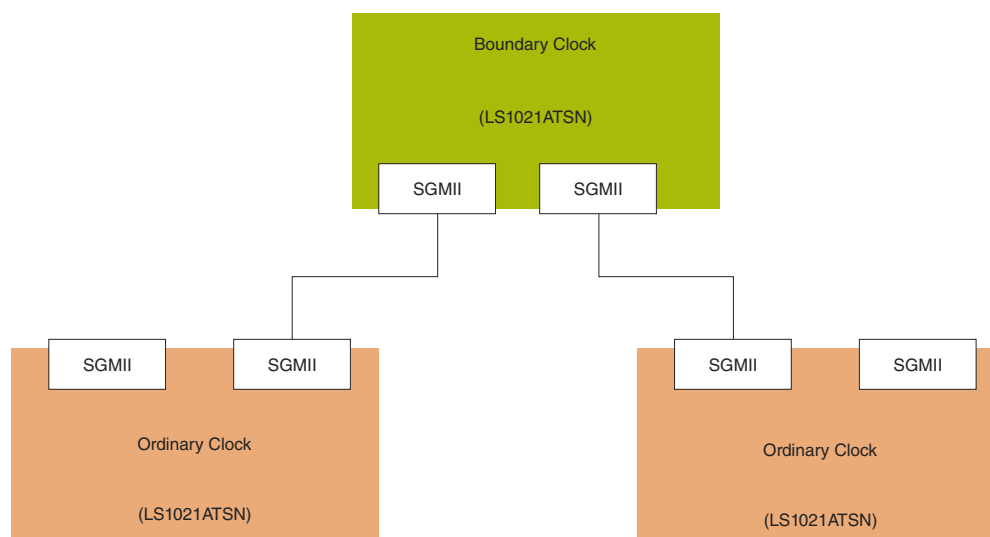 Boundary Clock
(LS1021ATSN)
SGMII
SGMII
SGMII
SGMII
Ordinary Clock
(LS1021ATSN)
SGMII
SGMII
Ordinary Clock
(LS1021ATSN)